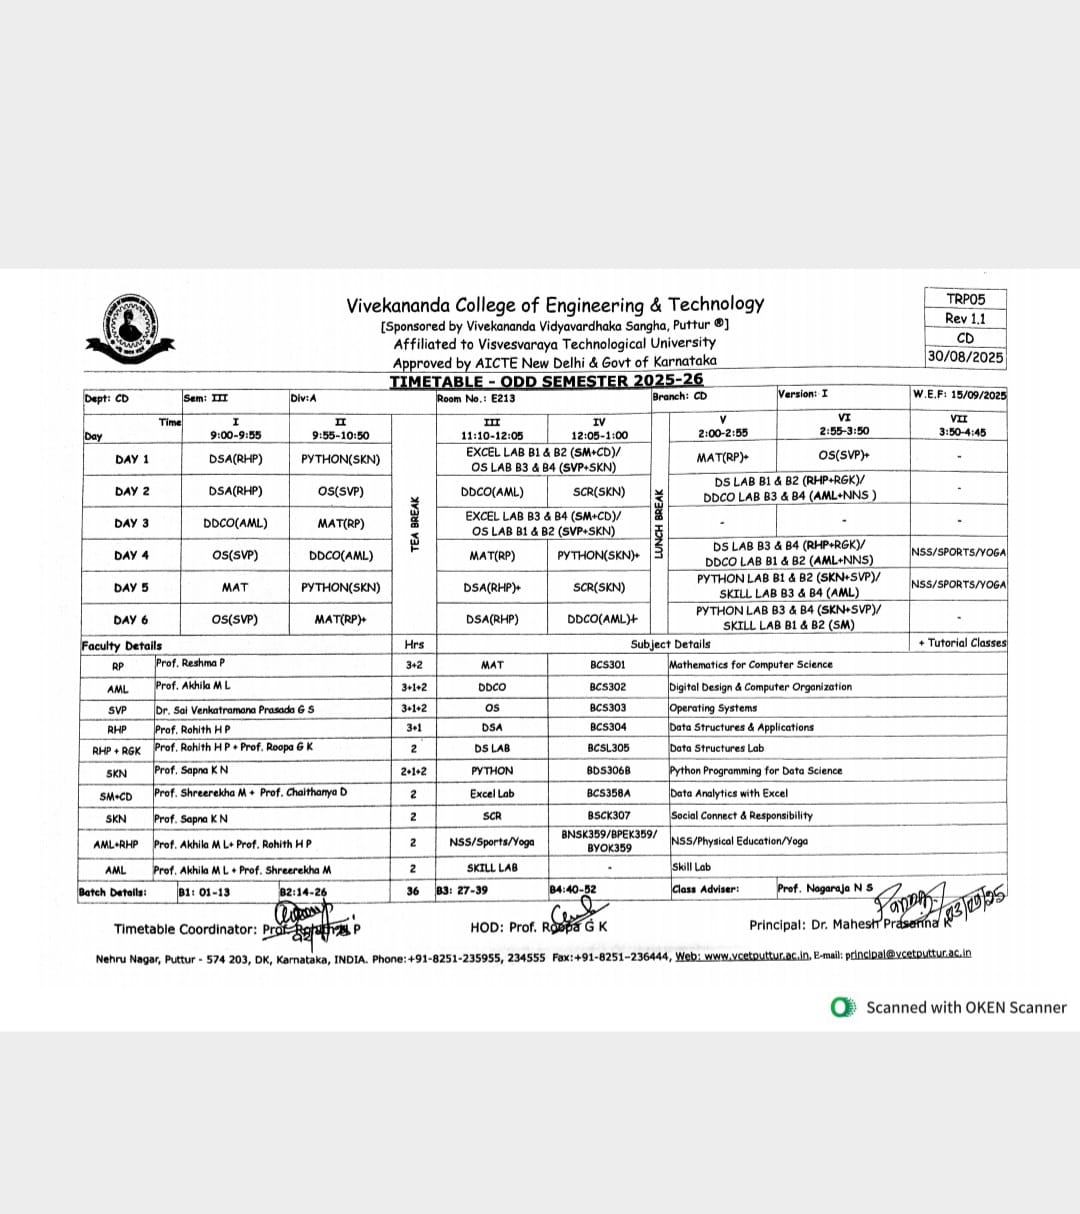 Vivekananda College of Engineering & Technology
[Sponsored by Vivekananda Vidyavardhaka Sangha, Puttur ®]
Affiliated to Visvesvaraya Technological University
Approved by AICTE New Delhi & Govt of Karnataka
TRP05
Rev 1.1
CD
30/08/2025
TIMETABLE - ODD SEMESTER 2025-26
Dept: CD Sem: III Div:A Room No.: E213 Branch: CD Version: I W.E.F: 15/09/2025
Time I II III IV V VI VII
Day 9:00-9:55 9:55-10:50 11:10-12:05 12:05-1:00 2:00-2:55 2:55-3:50 3:50-4:45
TEA BREAK
LUNCH BREAK
DAY 1 DSA(RHP) PYTHON(SKN) EXCEL LAB B1 & B2 (SM+CD)/ MAT(RP)+ OS(SVP)+ -
OS LAB B3 & B4 (SVP+SKN)
DAY 2 DSA(RHP) OS(SVP) DDCO(AML) SCR(SKN) DS LAB B1 & B2 (RHP+RGK)/ -
DDCO LAB B3 & B4 (AML+NNS )
DAY 3 DDCO(AML) MAT(RP) EXCEL LAB B3 & B4 (SM+CD)/ - - -
OS LAB B1 & B2 (SVP+SKN)
DAY 4 OS(SVP) DDCO(AML) MAT(RP) PYTHON(SKN)+ DS LAB B3 & B4 (RHP+RGK)/ NSS/SPORTS/YOGA
DDCO LAB B1 & B2 (AML+NNS)
DAY 5 MAT PYTHON(SKN) DSA(RHP)+ SCR(SKN) PYTHON LAB B1 & B2 (SKN+SVP)/ NSS/SPORTS/YOGA
SKILL LAB B3 & B4 (AML)
DAY 6 OS(SVP) MAT(RP)+ DSA(RHP) DDCO(AML)+ PYTHON LAB B3 & B4 (SKN+SVP)/ -
SKILL LAB B1 & B2 (SM)
Faculty Details Hrs Subject Details + Tutorial Classes
RP Prof. Reshma P 3+2 MAT BCS301 Mathematics for Computer Science
AML Prof. Akhila M L 3+1+2 DDCO BCS302 Digital Design & Computer Organization
SVP Dr. Sai Venkatramana Prasada G S 3+1+2 OS BCS303 Operating Systems
RHP Prof. Rohith H P 3+1 DSA BCS304 Data Structures & Applications
RHP + RGK Prof. Rohith H P + Prof. Roopa G K 2 DS LAB BCSL305 Data Structures Lab
SKN Prof. Sapna K N 2+1+2 PYTHON BDS306B Python Programming for Data Science
SM+CD Prof. Shreerekha M + Prof. Chaithanya D 2 Excel Lab BCS358A Data Analytics with Excel
SKN Prof. Sapna K N 2 SCR BSCK307 Social Connect & Responsibility
AML+RHP Prof. Akhila M L+ Prof. Rohith H P 2 NSS/Sports/Yoga BNSK359/BPEK359/ NSS/Physical Education/Yoga
BYOK359
AML Prof. Akhila M L + Prof. Shreerekha M 2 SKILL LAB - Skill Lab
Batch Details: B1: 01-13 B2:14-26 36 B3: 27-39 B4:40-52 Class Adviser: Prof. Nagaraja N S
Timetable Coordinator: Prof. P HOD: Prof. Roopa G K Principal: Dr. Mahesh Prasanna K
Nehru Nagar, Puttur - 574 203, DK, Karnataka, INDIA. Phone:+91-8251-235955, 234555 Fax:+91-8251-236444, Web: www.vcetputtur.ac.in, E-mail: principal@vcetputtur.ac.in
Scanned with OKEN Scanner